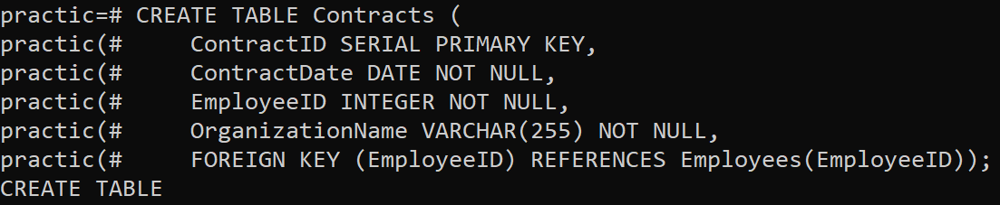 practic=# CREATE TABLE Contracts (
practic(#     ContractID SERIAL PRIMARY KEY,
practic(#     ContractDate DATE NOT NULL,
practic(#     EmployeeID INTEGER NOT NULL,
practic(#     OrganizationName VARCHAR(255) NOT NULL,
practic(#     FOREIGN KEY (EmployeeID) REFERENCES Employees(EmployeeID));
CREATE TABLE